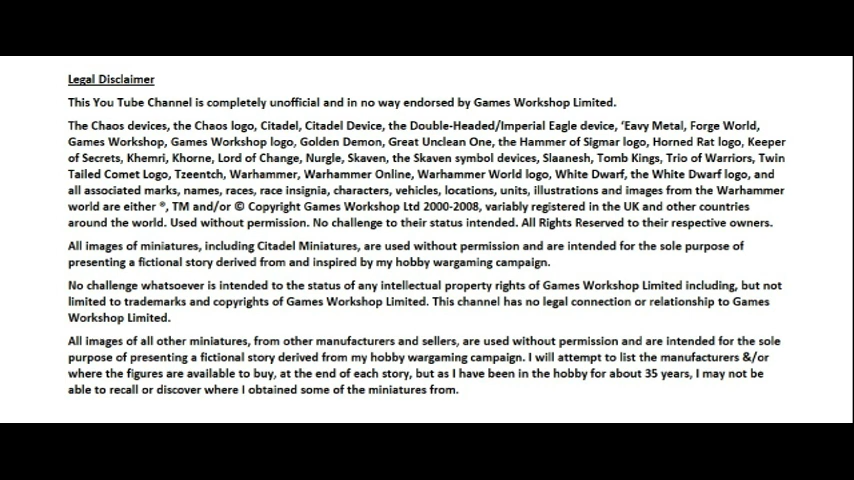 Legal Disclaimer
This You Tube Channel is completely unofficial and in no way endorsed by Games Workshop Limited.
The Chaos devices, the Chaos logo, Citadel, Citadel Device, the Double-Headed/Imperial Eagle device, ‘Eavy Metal, Forge World,
Games Workshop, Games Workshop logo, Golden Demon, Great Unclean One, the Hammer of Sigmar logo, Horned Rat logo, Keeper
of Secrets, Khemri, Khorne, Lord of Change, Nurgle, Skaven, the Skaven symbol devices, Slaanesh, Tomb Kings, Trio of Warriors, Twin
Tailed Comet Logo, Tzeentch, Warhammer, Warhammer Online, Warhammer World logo, White Dwarf, the White Dwarf logo, and
all associated marks, names, races, race insignia, characters, vehicles, locations, units, illustrations and images from the Warhammer
world are either ®, TM and/or © Copyright Games Workshop Ltd 2000-2008, variably registered in the UK and other countries
around the world. Used without permission. No challenge to their status intended. All Rights Reserved to their respective owners.
All images of miniatures, including Citadel Miniatures, are used without permission and are intended for the sole purpose of
presenting a fictional story derived from and inspired by my hobby wargaming campaign.
No challenge whatsoever is intended to the status of any intellectual property rights of Games Workshop Limited including, but not
limited to trademarks and copyrights of Games Workshop Limited. This channel has no legal connection or relationship to Games
Workshop Limited.
All images of all other miniatures, from other manufacturers and sellers, are used without permission and are intended for the sole
purpose of presenting a fictional story derived from my hobby wargaming campaign. I will attempt to list the manufacturers &/or
where the figures are available to buy, at the end of each story, but as I have been in the hobby for about 35 years, I may not be
able to recall or discover where I obtained some of the miniatures from.